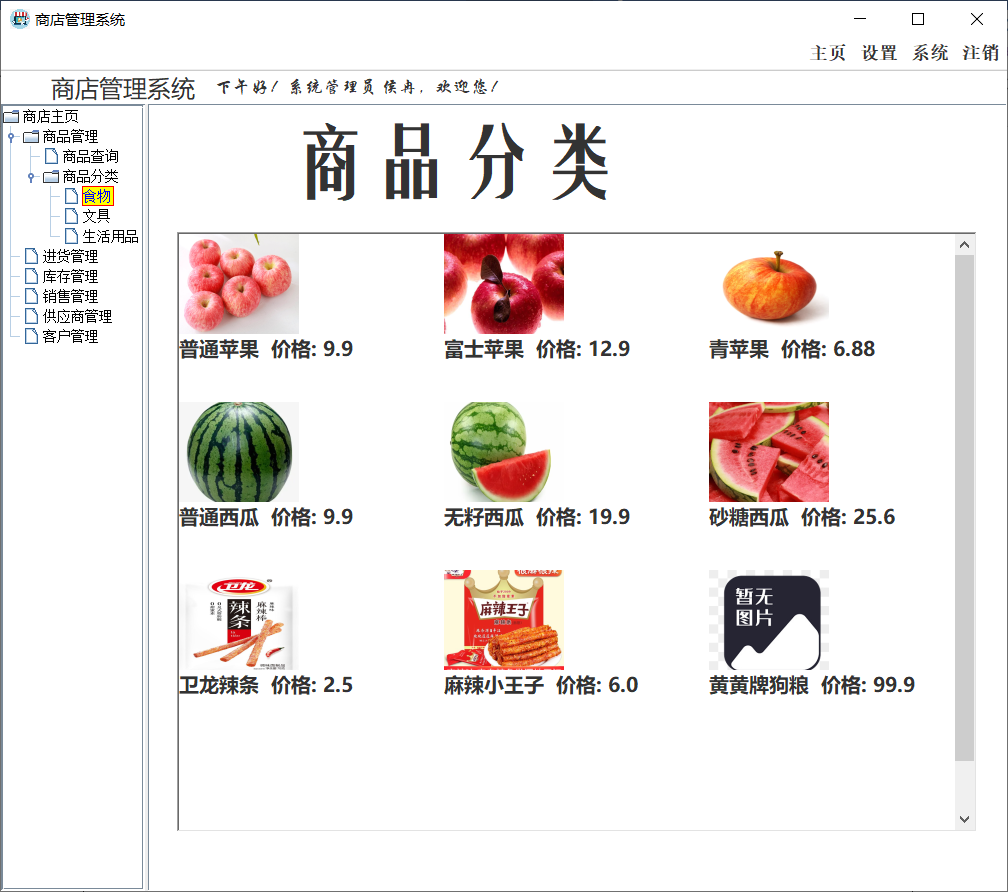 商店管理系统
主页 设置 系统 注销
商店管理系统 下午好！系统管理员侯冉，欢迎您！
商店主页
商品管理
商品查询
商品分类
食物
文具
生活用品
进货管理
库存管理
销售管理
供应商管理
客户管理
商品分类
普通苹果 价格: 9.9
富士苹果 价格: 12.9
青苹果 价格: 6.88
普通西瓜 价格: 9.9
无籽西瓜 价格: 19.9
砂糖西瓜 价格: 25.6
卫龙
辣条
麻辣棒
麻辣王子
暂无
图片
卫龙辣条 价格: 2.5
麻辣小王子 价格: 6.0
黄黄牌狗粮 价格: 99.9